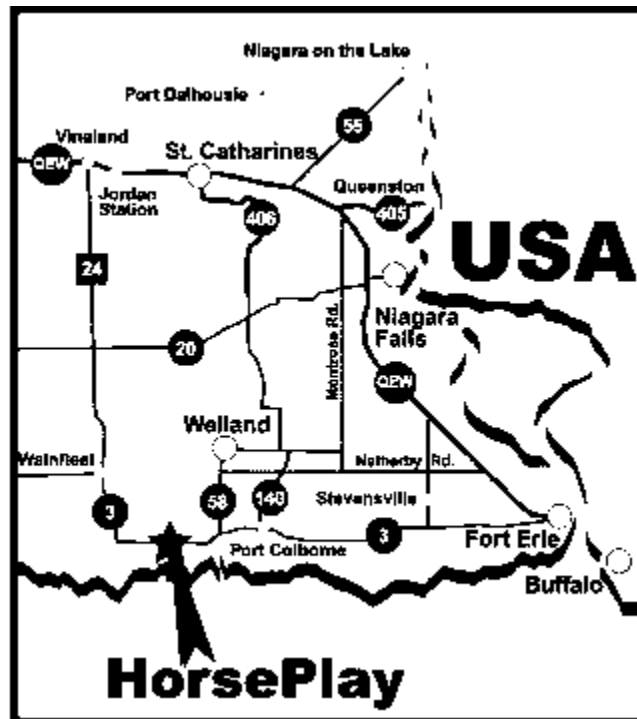 Niagara on the Lake
Port Dalhousie
55
Vineland
QEW
St. Catharines
Queenston
Jordan
Station
406
405
USA
24
Niagara
Falls
Montrose Rd.
20
QEW
Welland
Wainfleet
Netherby Rd.
58
140
Stevensville
3
3
Port Colborne
Fort Erie
Buffalo
HorsePlay